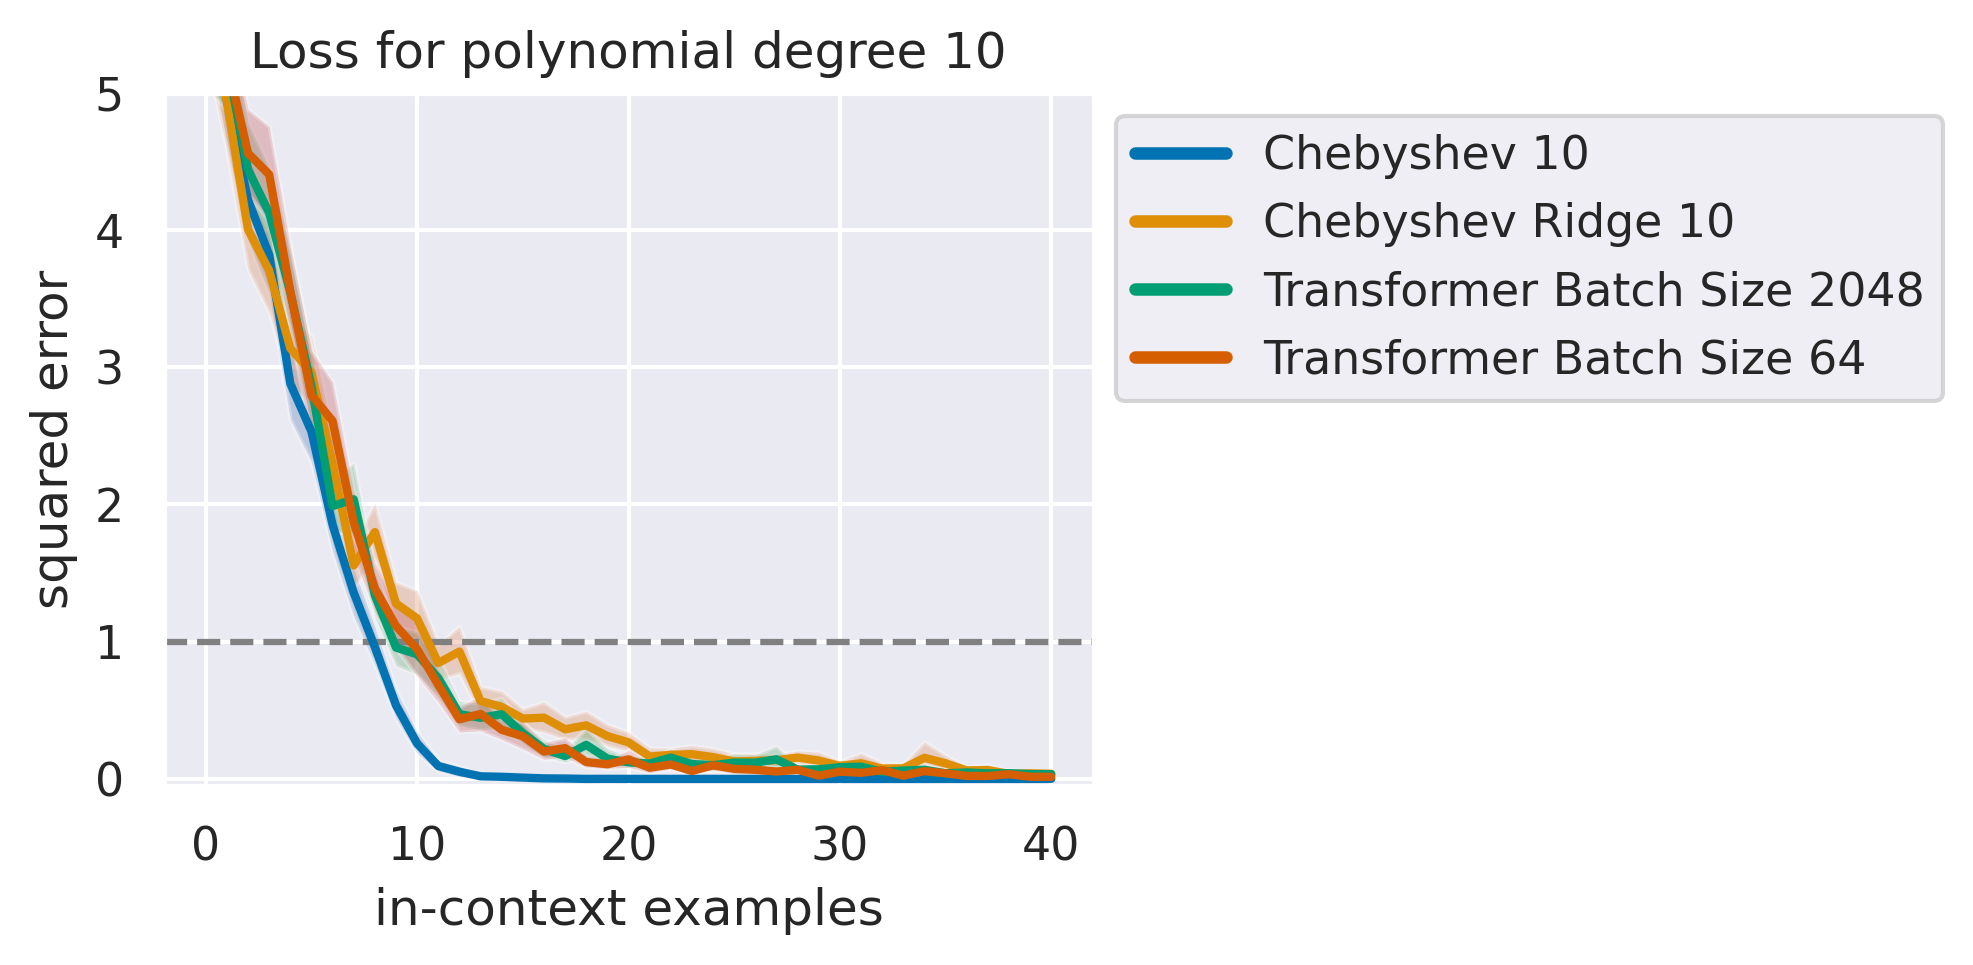 Loss for polynomial degree 10
5
4
3
2
1
0
squared error
0 10 20 30 40
in-context examples
Chebyshev 10
Chebyshev Ridge 10
Transformer Batch Size 2048
Transformer Batch Size 64